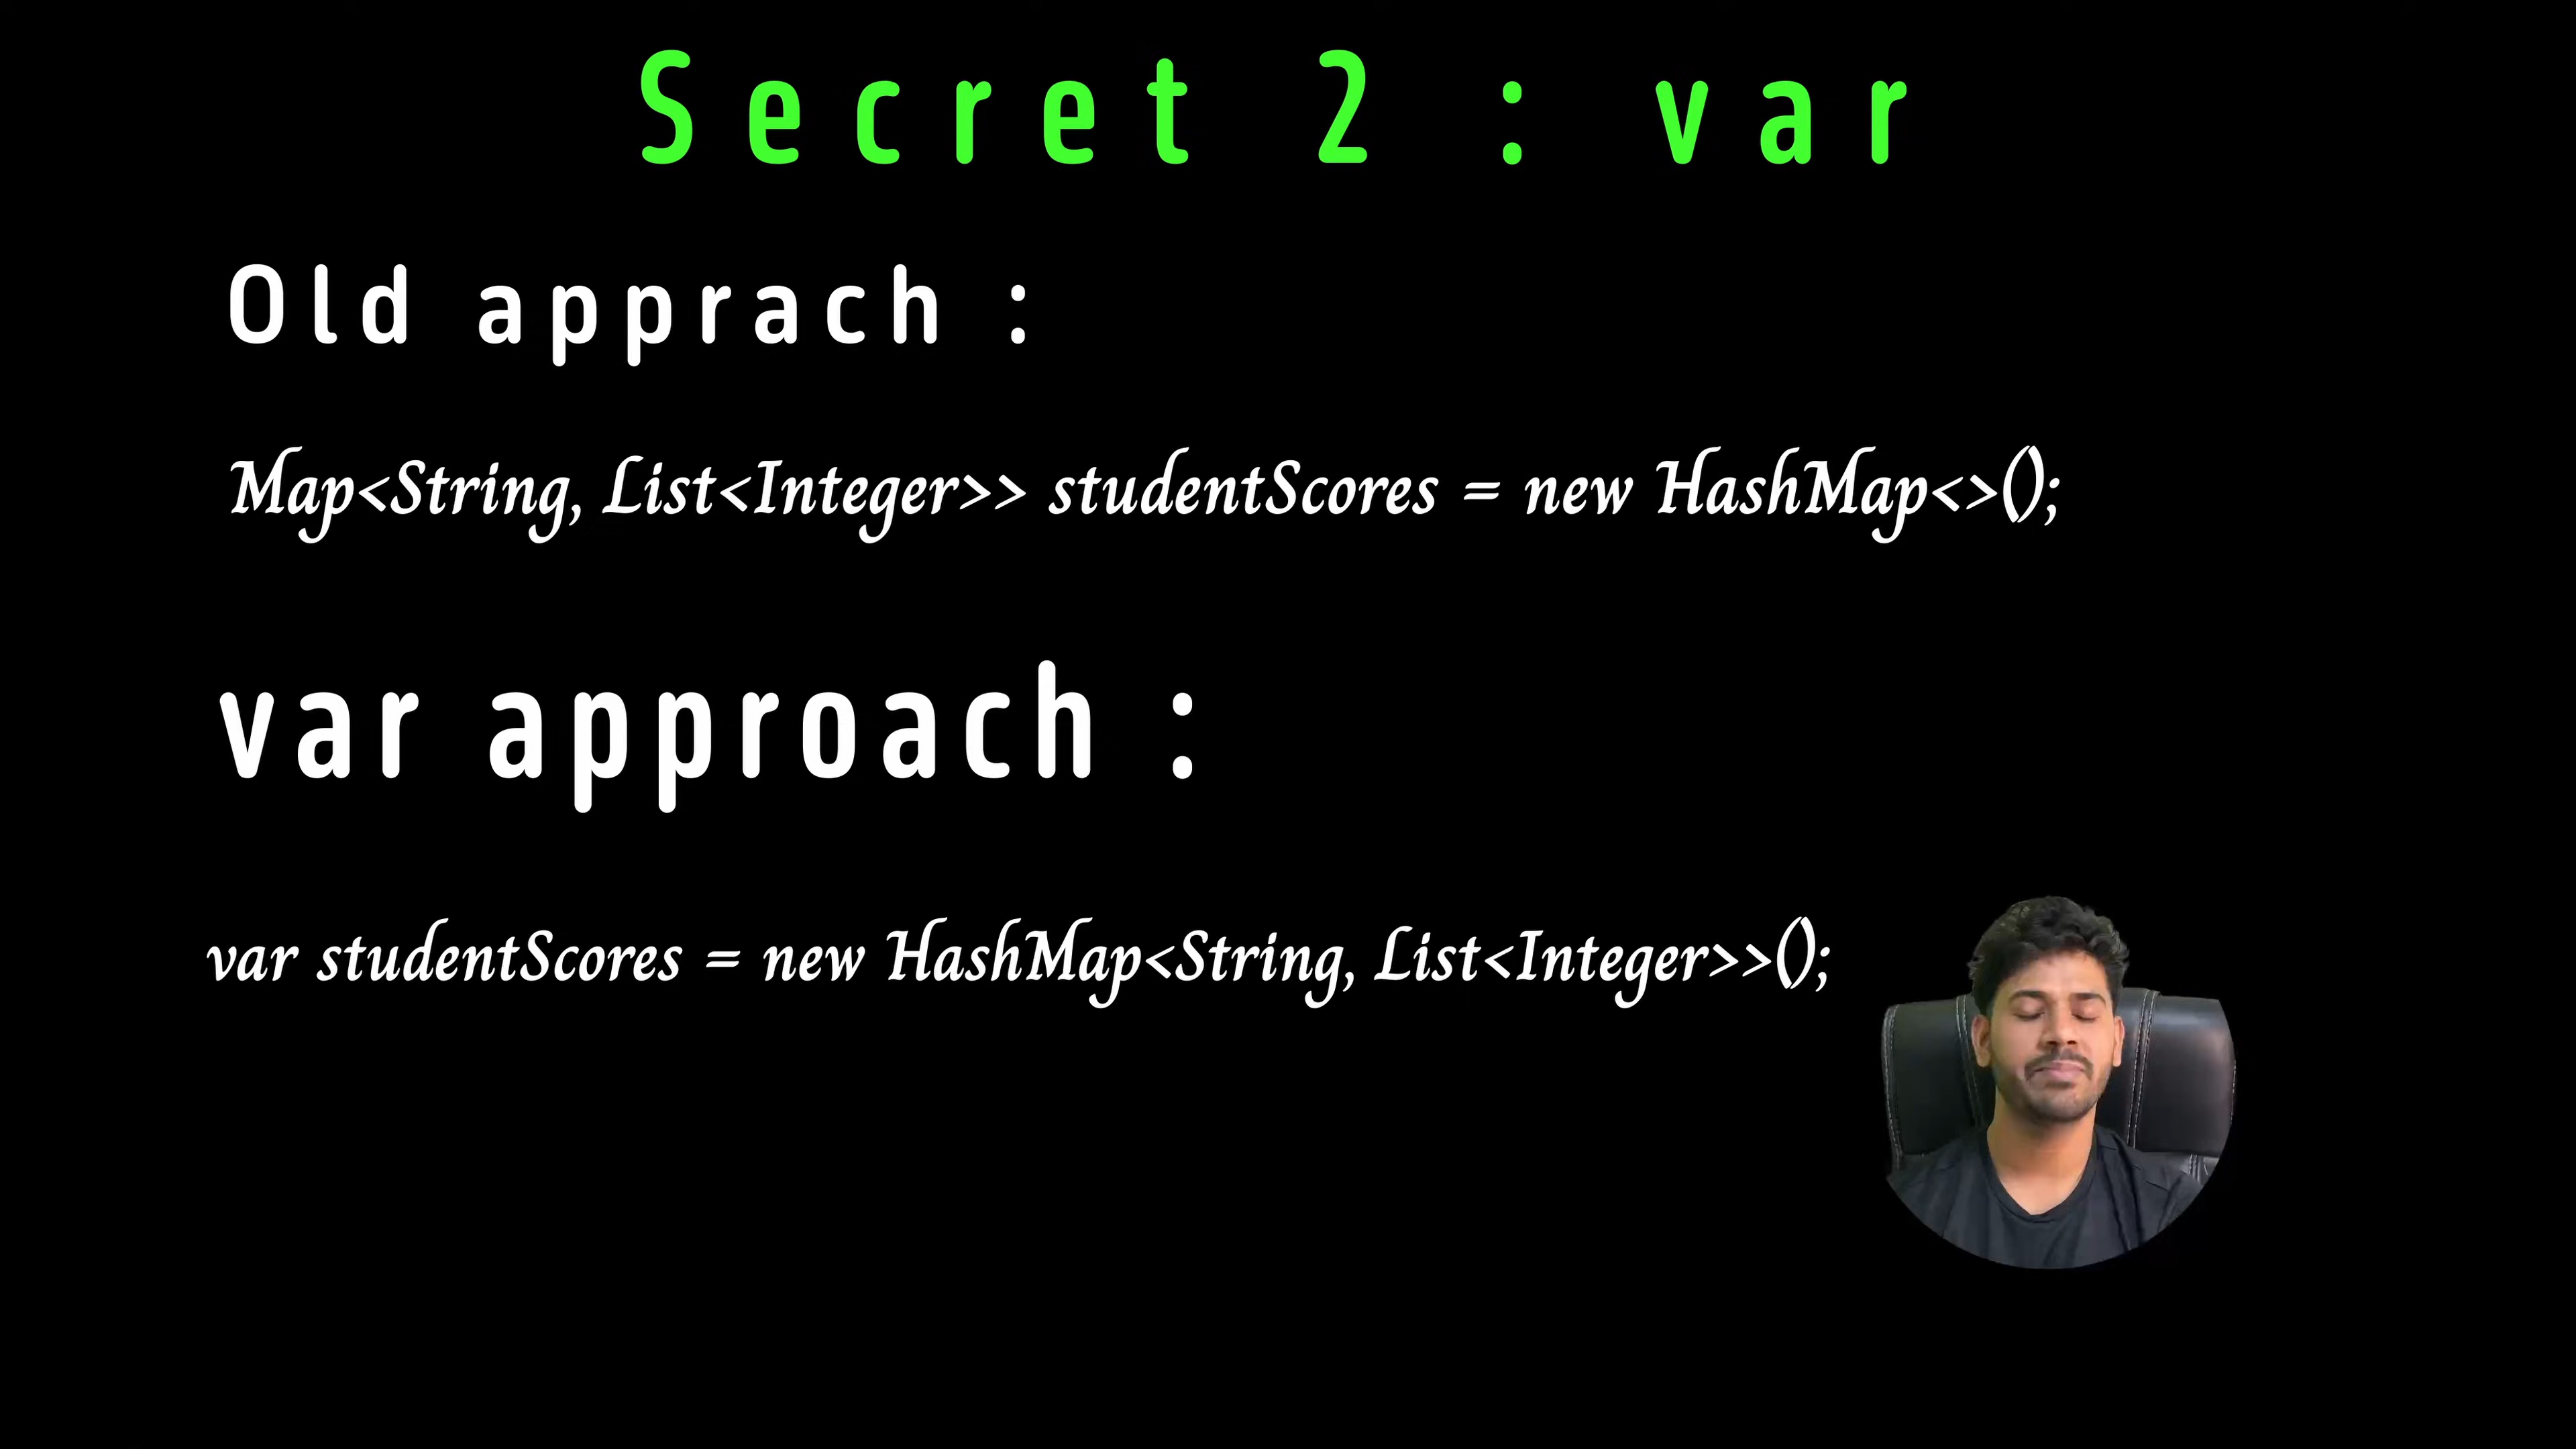 Secret 2 : var
Old apprach :
Map<String, List<Integer>> studentScores = new HashMap<>();
var approach :
var studentScores = new HashMap<String, List<Integer>>();